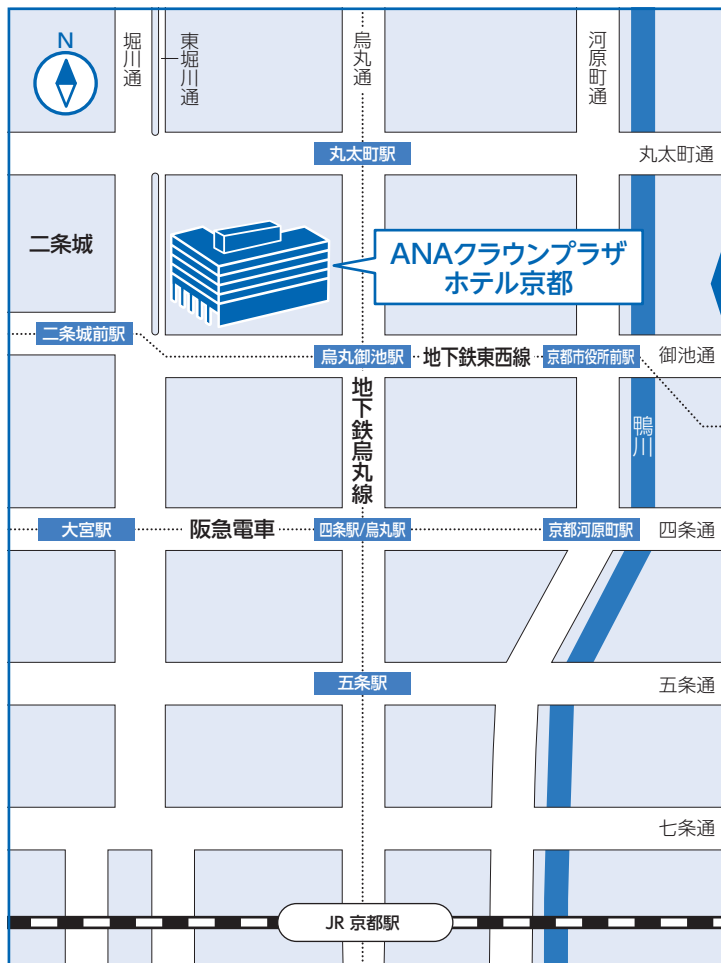 N
堀川通
東堀川通
烏丸通
河原町通
丸太町駅
丸太町通
二条城
ANAクラウンプラザ
ホテル京都
二条城前駅
烏丸御池駅
地下鉄東西線
京都市役所前駅
御池通
地下鉄烏丸線
鴨川
大宮駅
阪急電車
四条駅/烏丸駅
京都河原町駅
四条通
五条駅
五条通
七条通
JR 京都駅